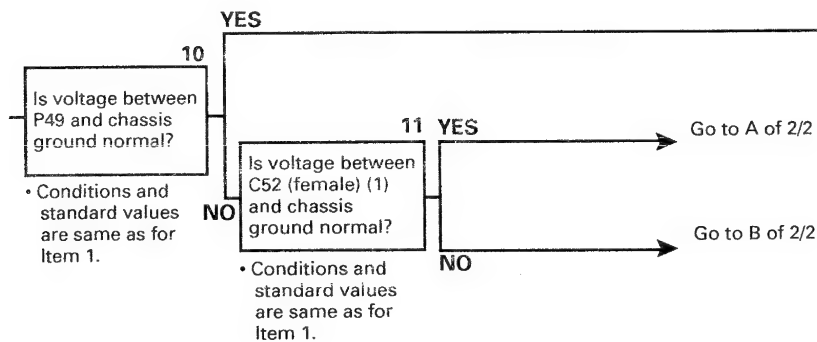 YES
10
Is voltage between
P49 and chassis
ground normal?
• Conditions and
standard values
are same as for
Item 1.
NO
11
YES
Is voltage between
C52 (female) (1)
and chassis
ground normal?
• Conditions and
standard values
are same as for
Item 1.
Go to A of 2/2
NO
Go to B of 2/2